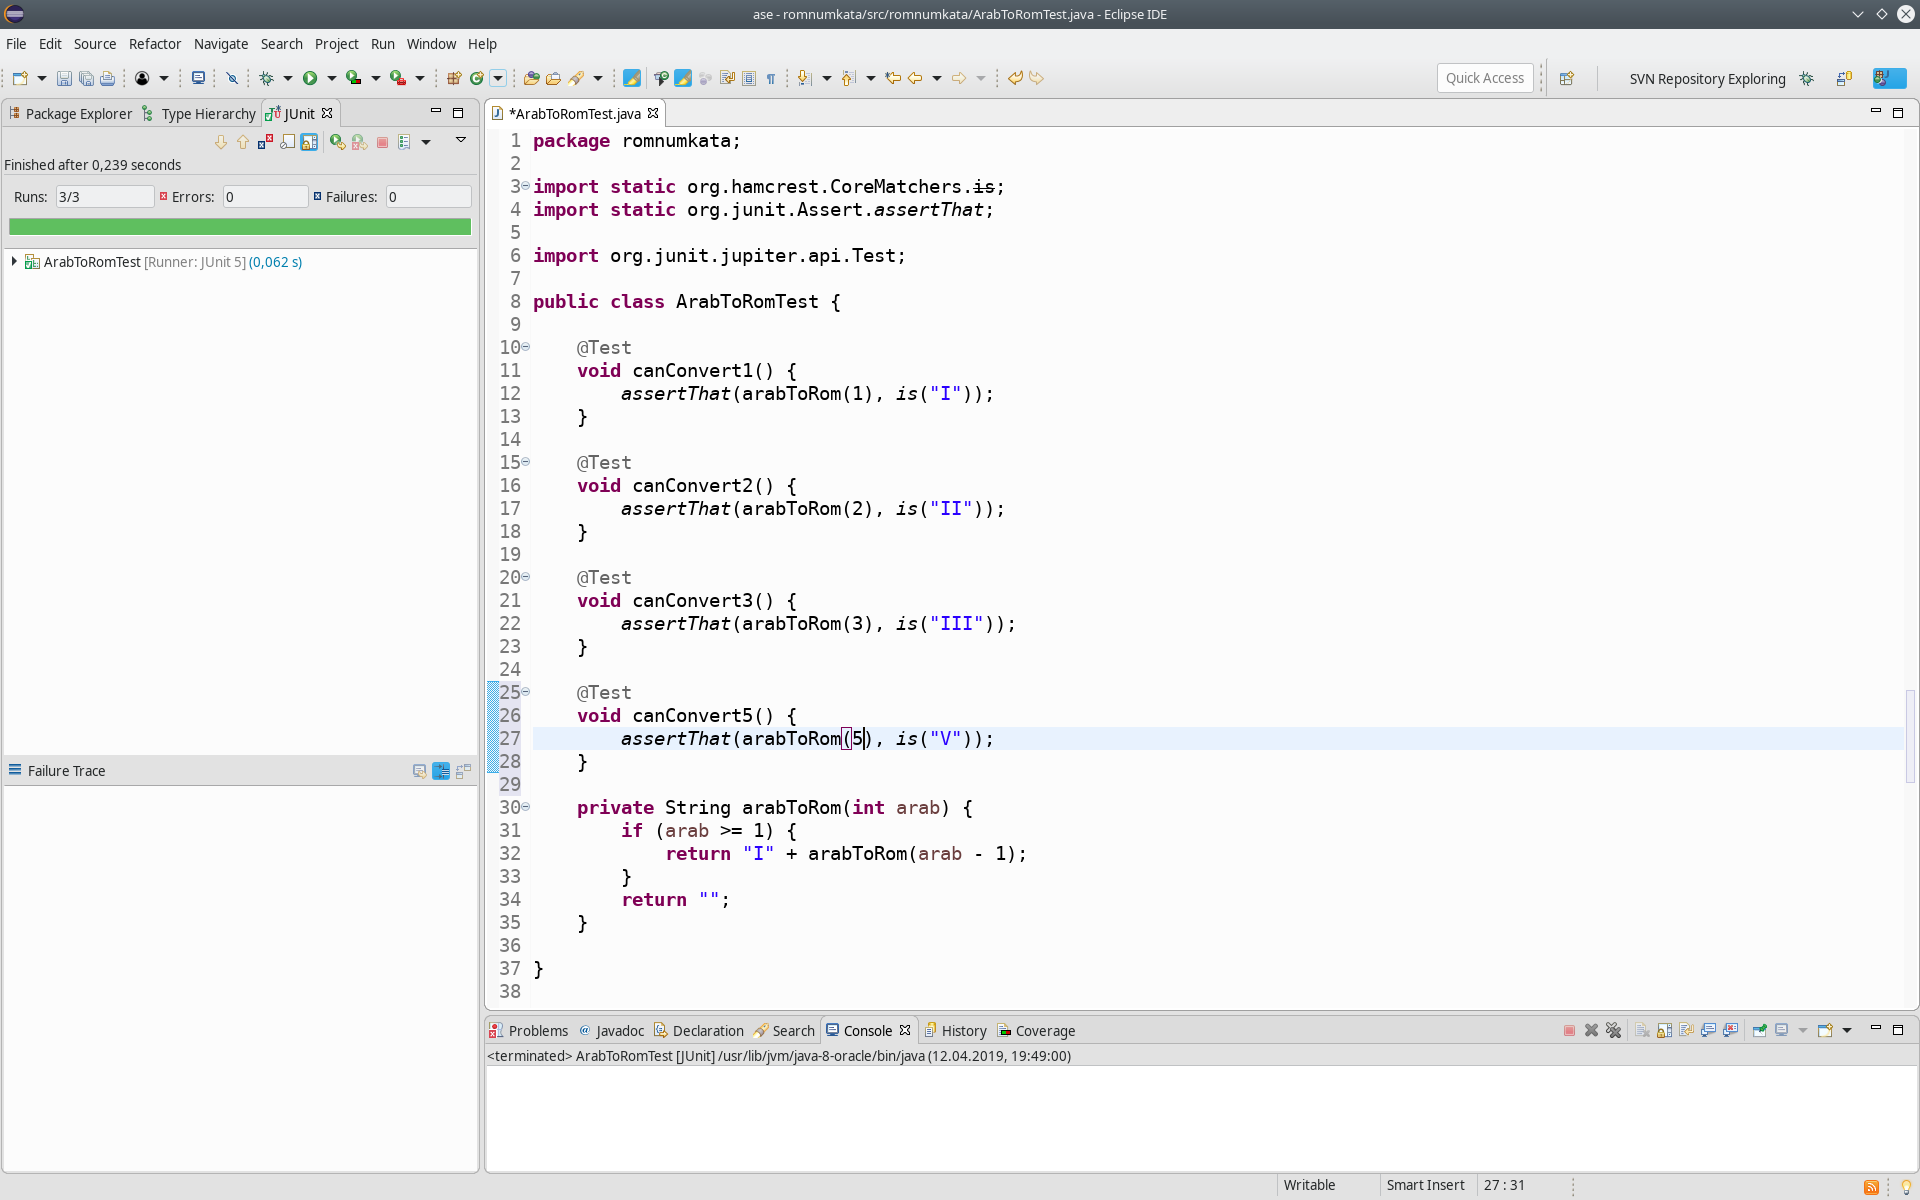 ase - romnumkata/src/romnumkata/ArabToRomTest.java - Eclipse IDE
File Edit Source Refactor Navigate Search Project Run Window Help
Quick Access
SVN Repository Exploring
Package Explorer Type Hierarchy JUnit
Finished after 0,239 seconds
Runs: 3/3 Errors: 0 Failures: 0
ArabToRomTest [Runner: JUnit 5] (0,062 s)
Failure Trace
*ArabToRomTest.java
1 package romnumkata;
2
3 import static org.hamcrest.CoreMatchers.is;
4 import static org.junit.Assert.assertThat;
5
6 import org.junit.jupiter.api.Test;
7
8 public class ArabToRomTest {
9
10 @Test
11 void canConvert1() {
12 assertThat(arabToRom(1), is("I"));
13 }
14
15 @Test
16 void canConvert2() {
17 assertThat(arabToRom(2), is("II"));
18 }
19
20 @Test
21 void canConvert3() {
22 assertThat(arabToRom(3), is("III"));
23 }
24
25 @Test
26 void canConvert5() {
27 assertThat(arabToRom(5), is("V"));
28 }
29
30 private String arabToRom(int arab) {
31 if (arab >= 1) {
32 return "I" + arabToRom(arab - 1);
33 }
34 return "";
35 }
36
37 }
38
Problems Javadoc Declaration Search Console History Coverage
<terminated> ArabToRomTest [JUnit] /usr/lib/jvm/java-8-oracle/bin/java (12.04.2019, 19:49:00)
Writable Smart Insert 27 : 31